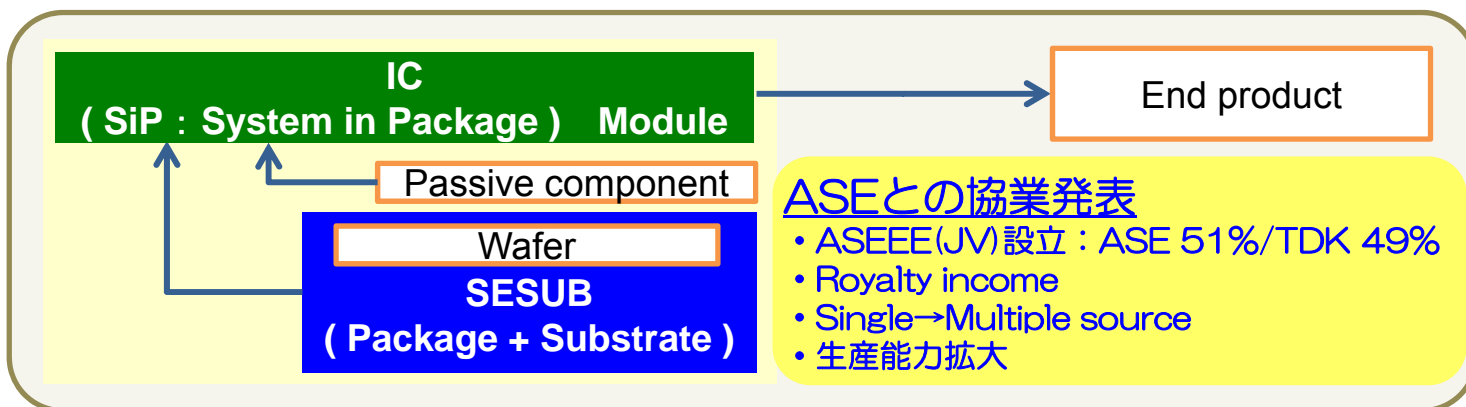 IC
( SiP : System in Package ) Module
End product
Passive component
Wafer
SESUB
( Package + Substrate )
ASEとの協業発表
• ASEEE(JV)設立：ASE 51%/TDK 49%
• Royalty income
• Single→Multiple source
• 生産能力拡大